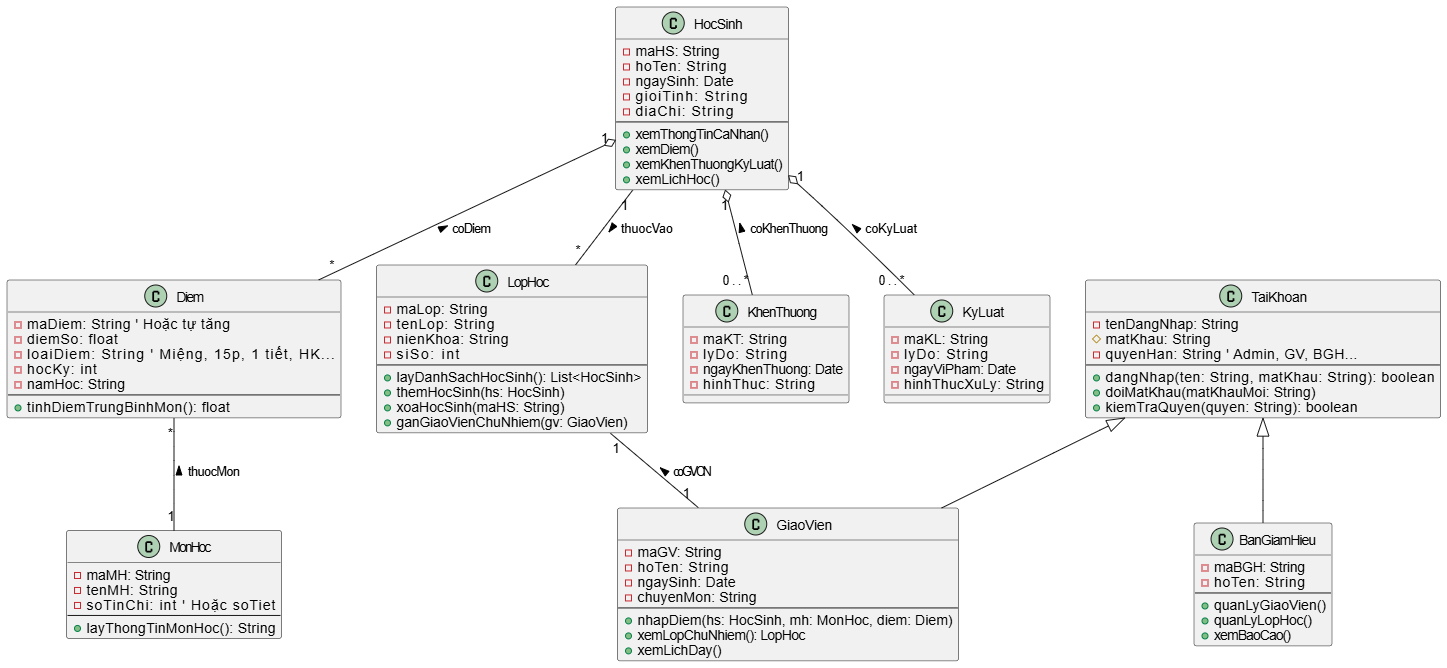 C HocSinh
maHS: String
hoTen: String
ngaySinh: Date
gioiTinh: String
diaChi: String
xemThongTinCaNhan()
xemDiem()
xemKhenThuongKyLuat()
xemLichHoc()
1
1
1
1
coDiem
thuocVao
coKhenThuong
coKyLuat
*
*
0..*
0..*
C Diem
maDiem: String ' Hoặc tự tăng
diemSo: float
loaiDiem: String ' Miệng, 15p, 1 tiết, HK...
hocKy: int
namHoc: String
tinhDiemTrungBinhMon(): float
C LopHoc
maLop: String
tenLop: String
nienKhoa: String
siSo: int
layDanhSachHocSinh(): List<HocSinh>
themHocSinh(hs: HocSinh)
xoaHocSinh(maHS: String)
ganGiaoVienChuNhiem(gv: GiaoVien)
C KhenThuong
maKT: String
lyDo: String
ngayKhenThuong: Date
hinhThuc: String
C KyLuat
maKL: String
lyDo: String
ngayViPham: Date
hinhThucXuLy: String
C TaiKhoan
tenDangNhap: String
matKhau: String
quyenHan: String ' Admin, GV, BGH...
dangNhap(ten: String, matKhau: String): boolean
doiMatKhau(matKhauMoi: String)
kiemTraQuyen(quyen: String): boolean
*
thuocMon
1
1
coGVCN
1
C MonHoc
maMH: String
tenMH: String
soTinChi: int ' Hoặc soTiet
layThongTinMonHoc(): String
C GiaoVien
maGV: String
hoTen: String
ngaySinh: Date
chuyenMon: String
nhapDiem(hs: HocSinh, mh: MonHoc, diem: Diem)
xemLopChuNhiem(): LopHoc
xemLichDay()
C BanGiamHieu
maBGH: String
hoTen: String
quanLyGiaoVien()
quanLyLopHoc()
xemBaoCao()